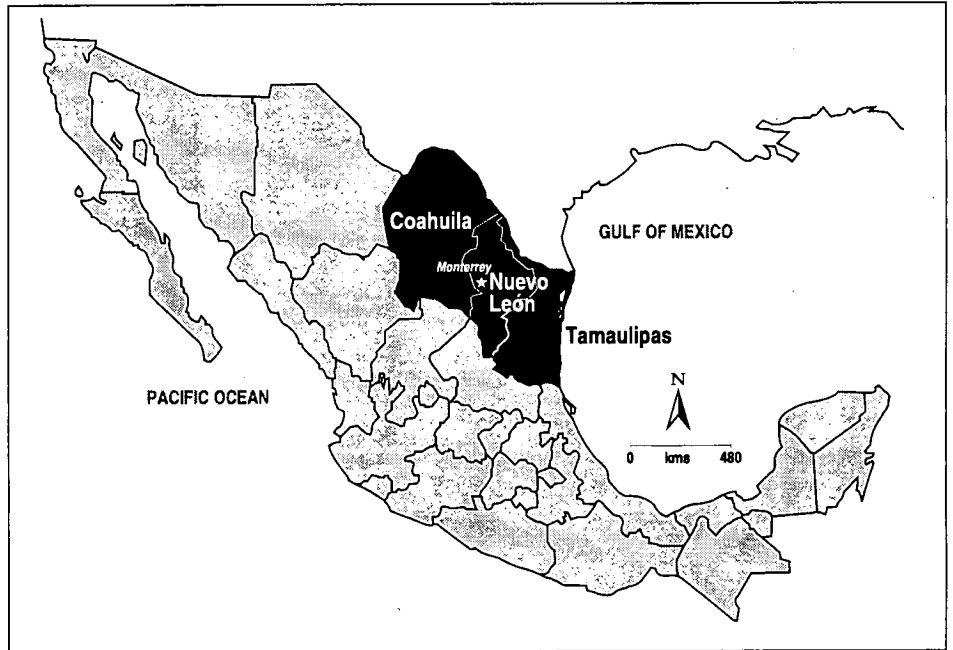 Coahuila
GULF OF MEXICO
Monterrey
★Nuevo
León
Tamaulipas
PACIFIC OCEAN
N
0 kms 480